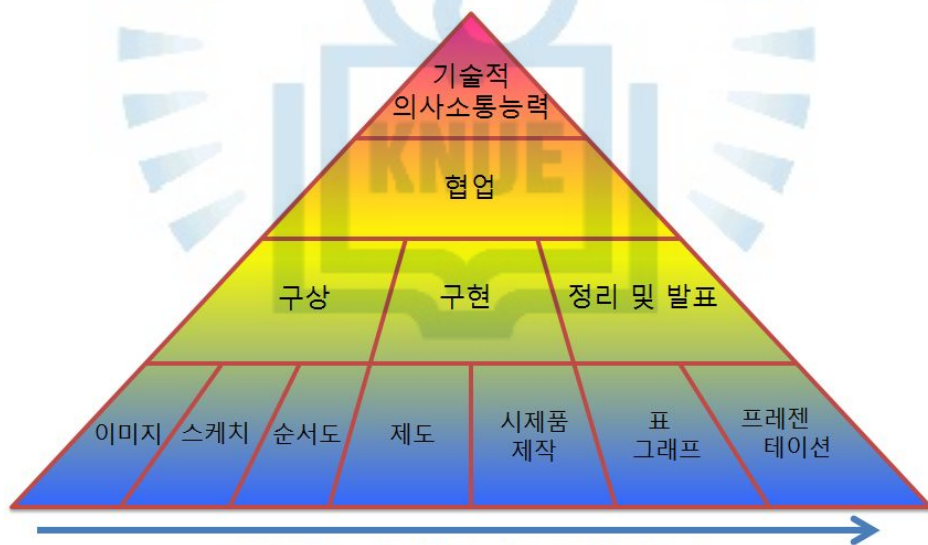 기술적
의사소통능력
KNUE
협업
구상 구현 정리 및 발표
이미지 스케치 순서도 제도 시제품 표 프레젠
제작 그래프 테이션